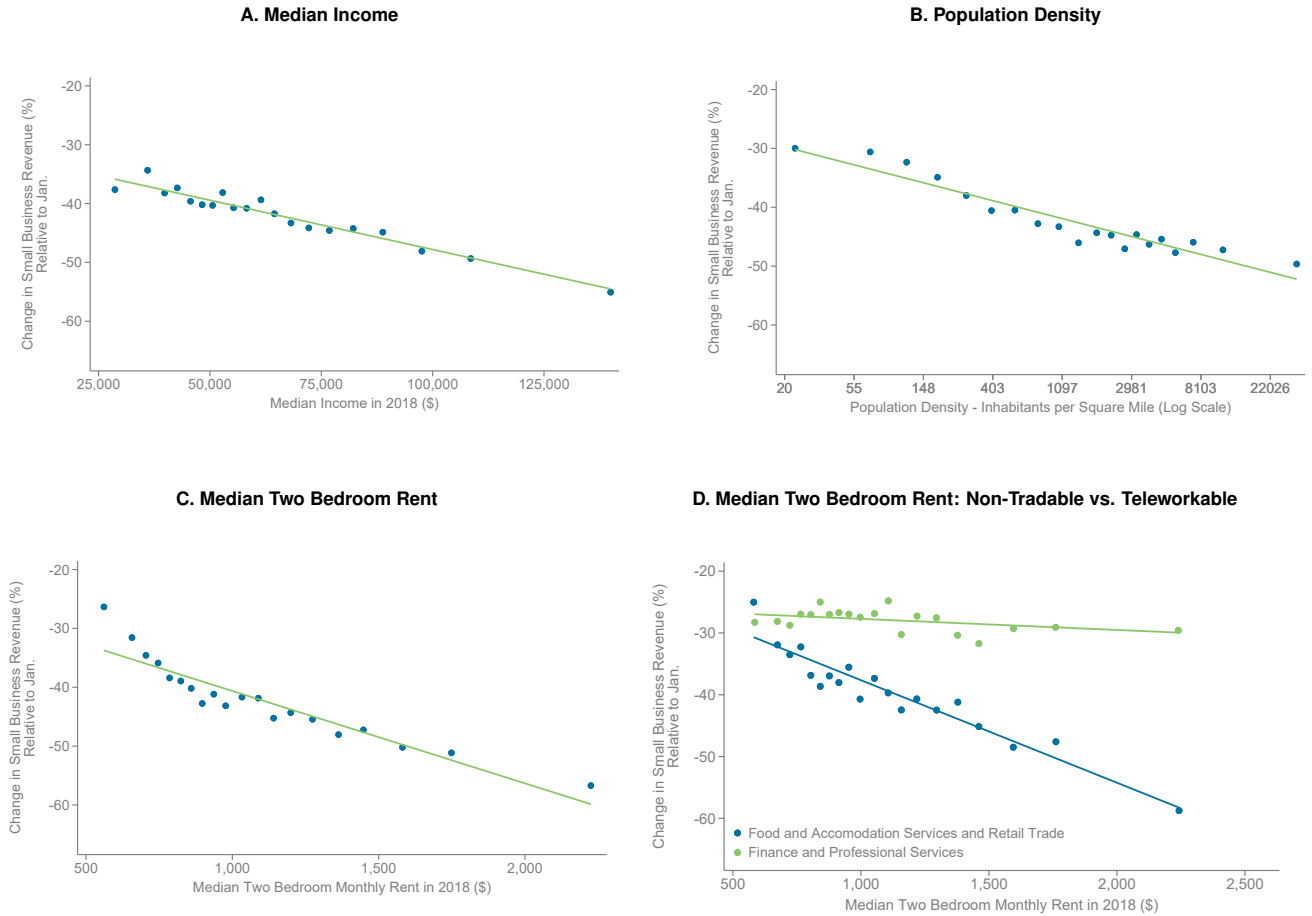 A. Median Income
Change in Small Business Revenue (%)
Relative to Jan.
-20
-30
-40
-50
-60
25,000 50,000 75,000 100,000 125,000
Median Income in 2018 ($)
B. Population Density
Change in Small Business Revenue (%)
Relative to Jan.
-20
-30
-40
-50
-60
20 55 148 403 1097 2981 8103 22026
Population Density - Inhabitants per Square Mile (Log Scale)
C. Median Two Bedroom Rent
Change in Small Business Revenue (%)
Relative to Jan.
-20
-30
-40
-50
-60
500 1,000 1,500 2,000
Median Two Bedroom Monthly Rent in 2018 ($)
D. Median Two Bedroom Rent: Non-Tradable vs. Teleworkable
Change in Small Business Revenue (%)
Relative to Jan.
-20
-30
-40
-50
-60
Food and Accomodation Services and Retail Trade
Finance and Professional Services
500 1,000 1,500 2,000 2,500
Median Two Bedroom Monthly Rent in 2018 ($)